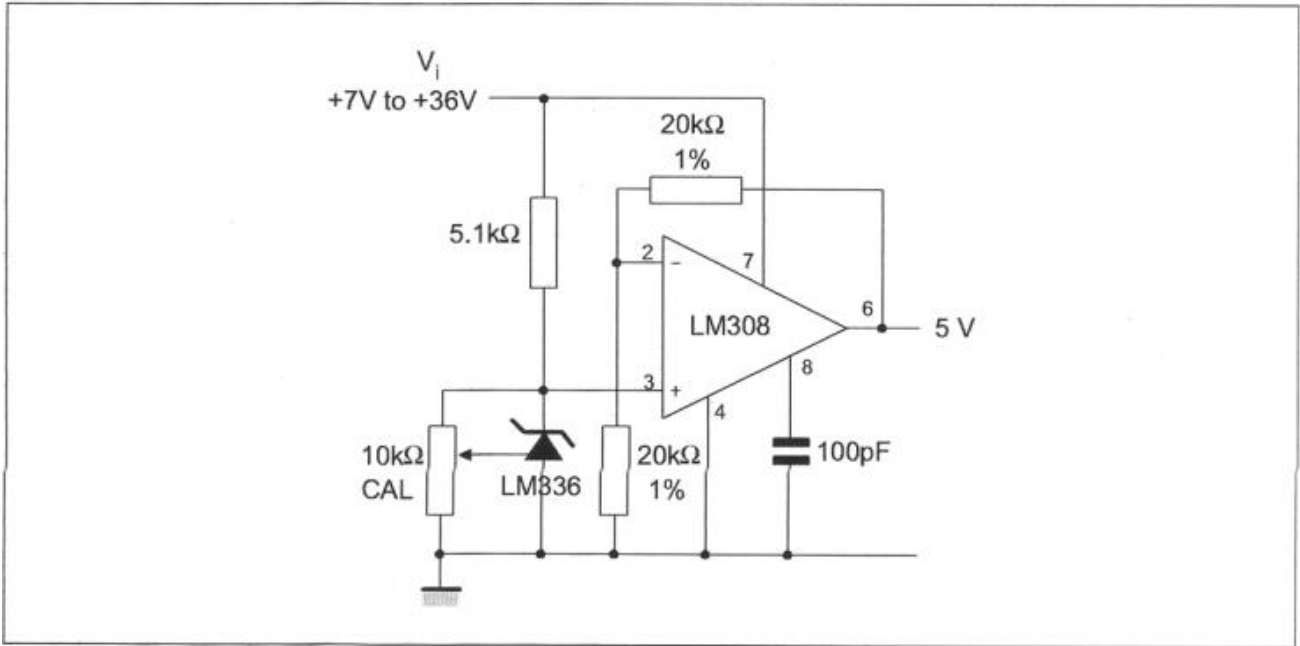 Vi
+7V to +36V
20kΩ
1%
5.1kΩ
2
−
7
LM308
6
5 V
3
+
8
4
10kΩ
CAL
LM336
20kΩ
1%
100pF